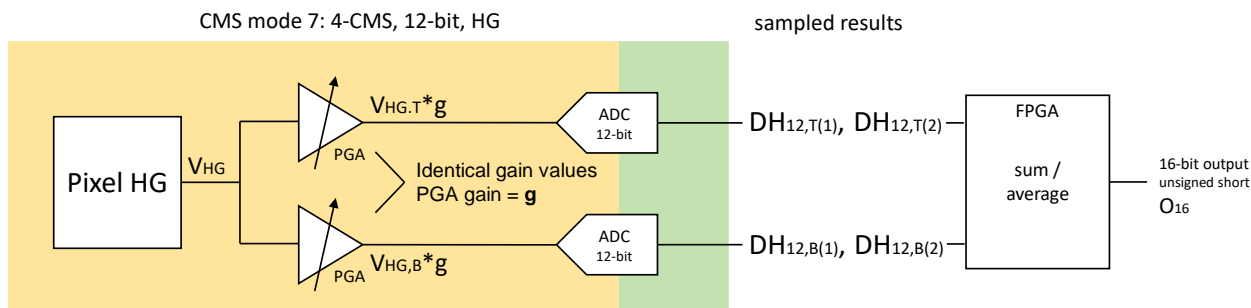 CMS mode 7: 4-CMS, 12-bit, HG
sampled results
Pixel HG
VHG
VHG.T*g
PGA
ADC
12-bit
DH12,T(1), DH12,T(2)
Identical gain values
PGA gain = g
VHG,B*g
PGA
ADC
12-bit
DH12,B(1), DH12,B(2)
FPGA
sum /
average
16-bit output
unsigned short
O16